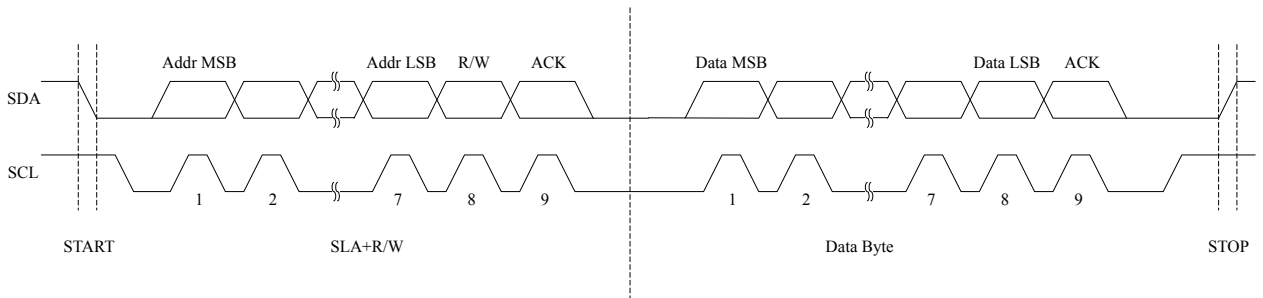 Addr MSB Addr LSB R/W ACK Data MSB Data LSB ACK
SDA
SCL
1 2 7 8 9 1 2 7 8 9
START SLA+R/W Data Byte STOP